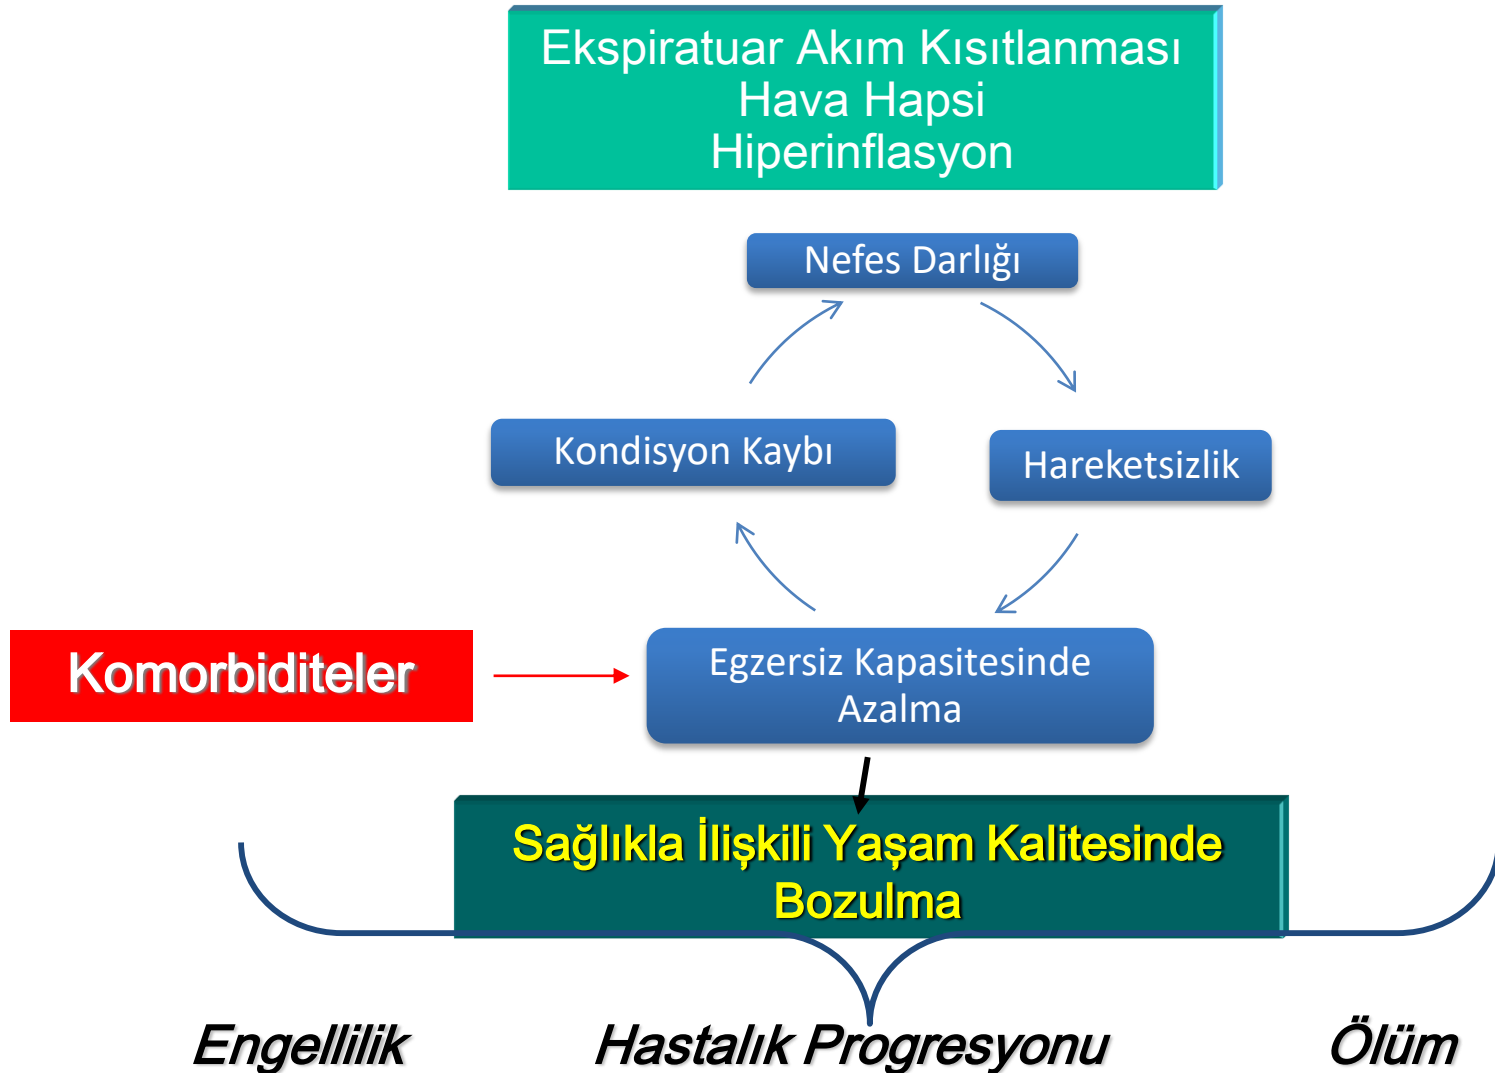 Ekspiratuar Akım Kısıtlanması
Hava Hapsi
Hiperinflasyon
Nefes Darlığı
Kondisyon Kaybı
Hareketsizlik
Komorbiditeler
Egzersiz Kapasitesinde
Azalma
Sağlıkla İlişkili Yaşam Kalitesinde
Bozulma
Engellilik
Hastalık Progresyonu
Ölüm